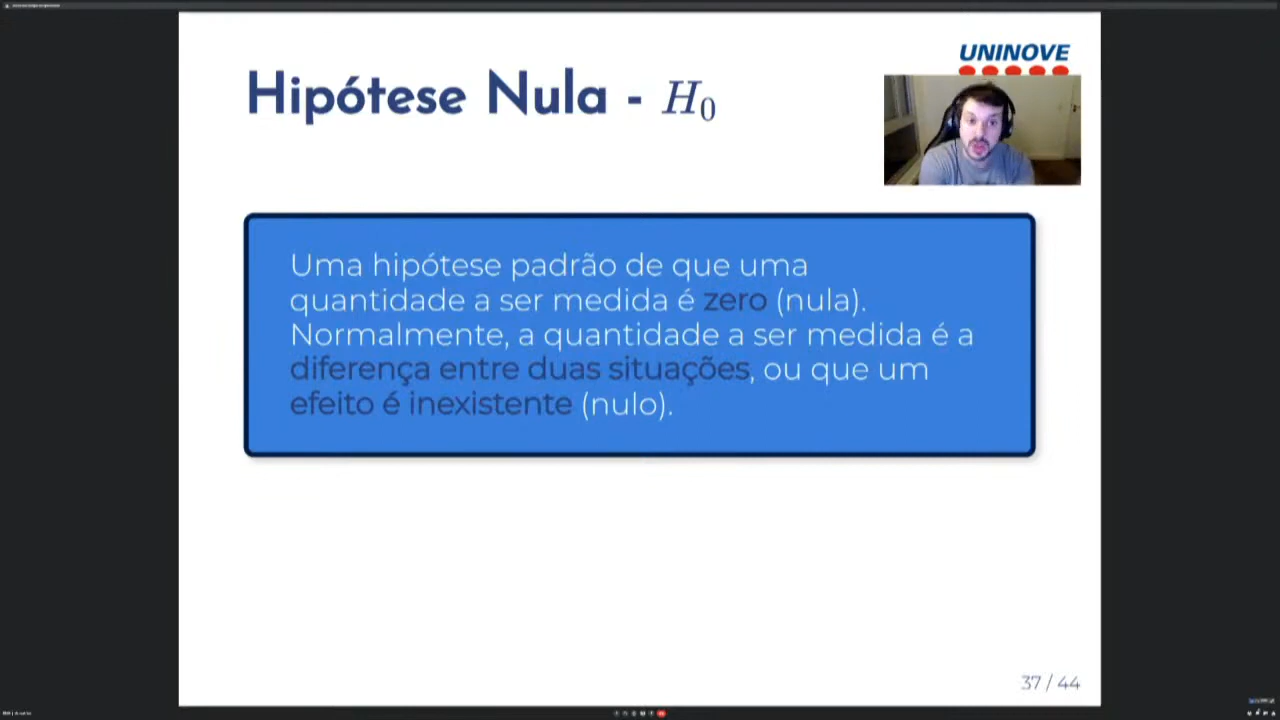 UNINOVE
Hipótese Nula - H₀
Uma hipótese padrão de que uma
quantidade a ser medida é zero (nula).
Normalmente, a quantidade a ser medida é a
diferença entre duas situações, ou que um
efeito é inexistente (nulo).
37 / 44